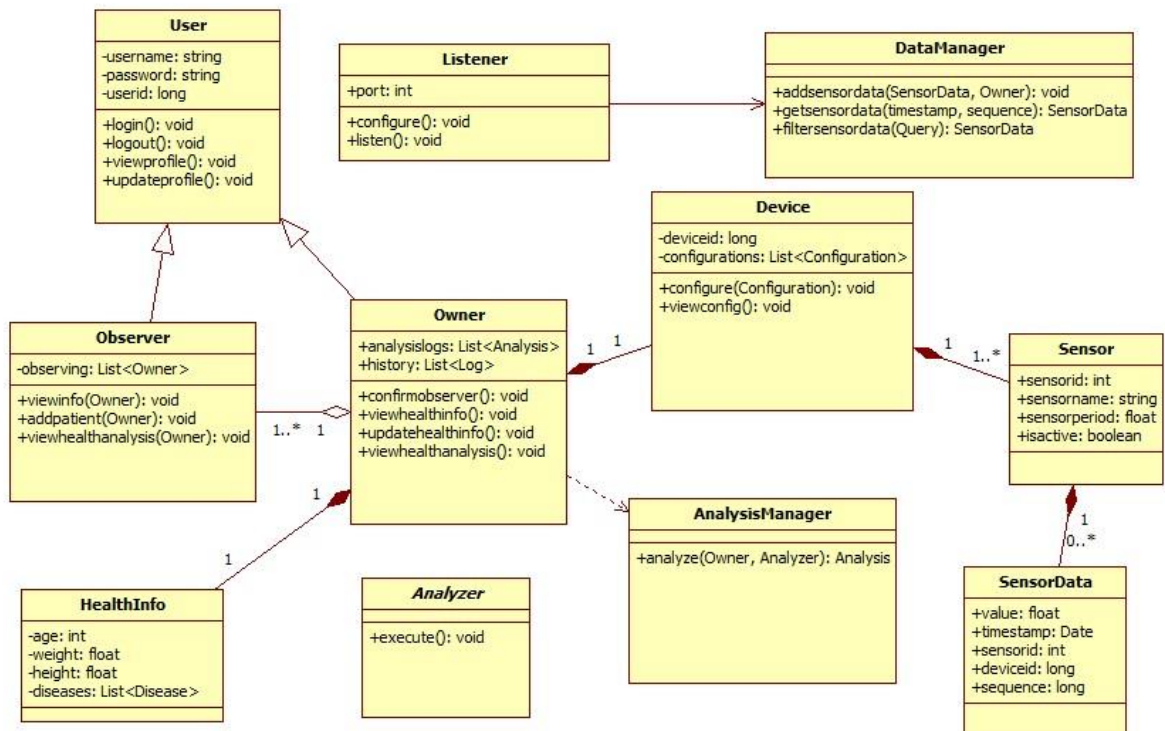 User
-username: string
-password: string
-userid: long
+login(): void
+logout(): void
+viewprofile(): void
+updateprofile(): void
Listener
+port: int
+configure(): void
+listen(): void
DataManager
+addsensordata(SensorData, Owner): void
+getsensordata(timestamp, sequence): SensorData
+filtersensordata(Query): SensorData
Device
-deviceid: long
-configurations: List<Configuration>
+configure(Configuration): void
+viewconfig(): void
Observer
-observing: List<Owner>
+viewinfo(Owner): void
+addpatient(Owner): void
+viewhealthanalysis(Owner): void
1..*
1
Owner
+analysislogs: List<Analysis>
+history: List<Log>
+confirmobserver(): void
+viewhealthinfo(): void
+updatehealthinfo(): void
+viewhealthanalysis(): void
1
1
1
1..*
Sensor
+sensorid: int
+sensorname: string
+sensorperiod: float
+isactive: boolean
1
1
1
0..*
AnalysisManager
+analyze(Owner, Analyzer): Analysis
HealthInfo
-age: int
-weight: float
-height: float
-diseases: List<Disease>
Analyzer
+execute(): void
SensorData
+value: float
+timestamp: Date
+sensorid: int
+deviceid: long
+sequence: long